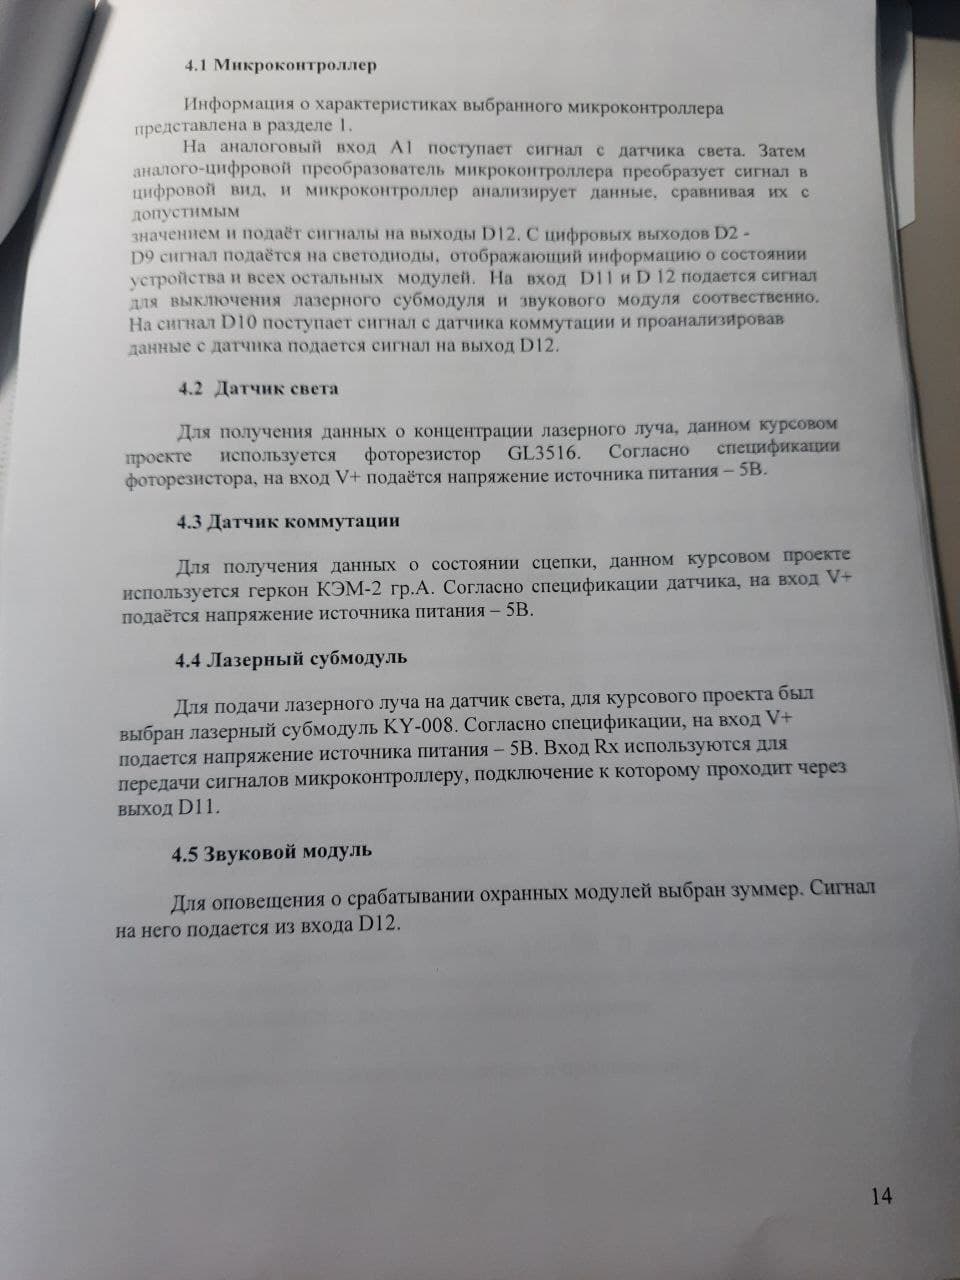 4.1 Микроконтроллер
Информация о характеристиках выбранного микроконтроллера
представлена в разделе 1.
На аналоговый вход A1 поступает сигнал с датчика света. Затем
аналого-цифровой преобразователь микроконтроллера преобразует сигнал в
цифровой вид, и микроконтроллер анализирует данные, сравнивая их с
допустимым
значением и подаёт сигналы на выходы D12. С цифровых выходов D2 -
D9 сигнал подаётся на светодиоды, отображающий информацию о состоянии
устройства и всех остальных модулей. На вход D11 и D 12 подается сигнал
для выключения лазерного субмодуля и звукового модуля соотвественно.
На сигнал D10 поступает сигнал с датчика коммутации и проанализировав
данные с датчика подается сигнал на выход D12.
4.2 Датчик света
Для получения данных о концентрации лазерного луча, данном курсовом
проекте используется фоторезистор GL3516. Согласно спецификации
фоторезистора, на вход V+ подаётся напряжение источника питания – 5В.
4.3 Датчик коммутации
Для получения данных о состоянии сцепки, данном курсовом проекте
используется геркон КЭМ-2 гр.А. Согласно спецификации датчика, на вход V+
подаётся напряжение источника питания – 5В.
4.4 Лазерный субмодуль
Для подачи лазерного луча на датчик света, для курсового проекта был
выбран лазерный субмодуль KY-008. Согласно спецификации, на вход V+
подается напряжение источника питания – 5В. Вход Rx используются для
передачи сигналов микроконтроллеру, подключение к которому проходит через
выход D11.
4.5 Звуковой модуль
Для оповещения о срабатывании охранных модулей выбран зуммер. Сигнал
на него подается из входа D12.
14